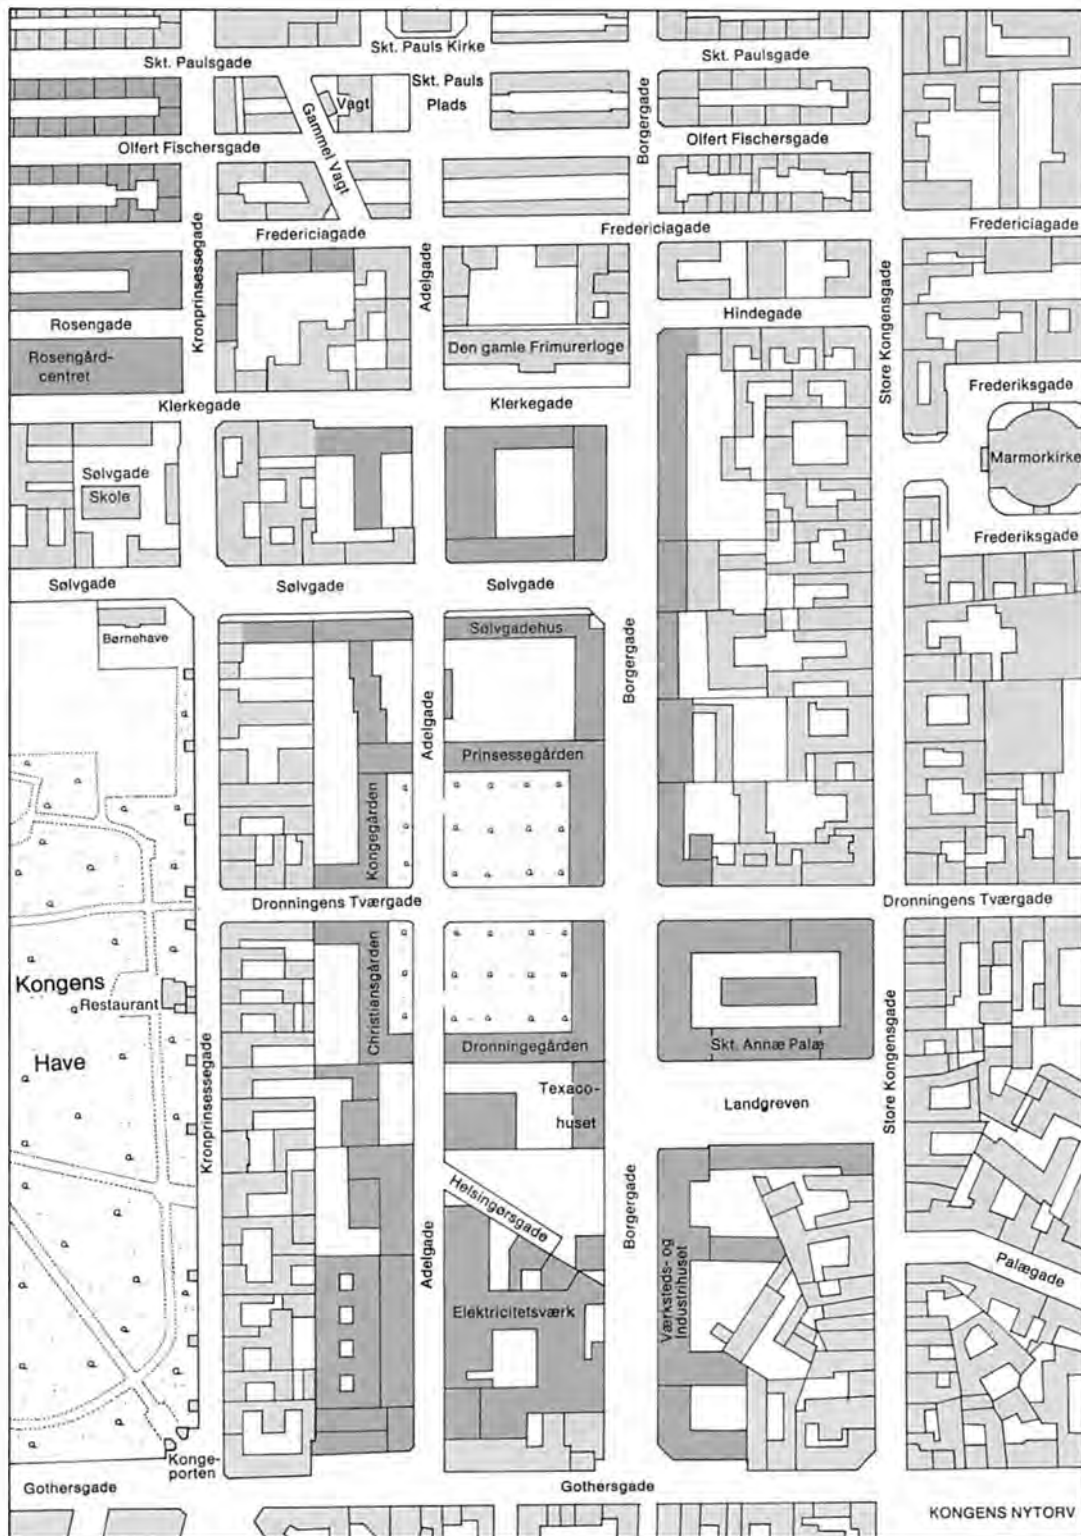 Skt. Pauls Kirke
Skt. Paulsgade
Skt. Paulsgade
Skt. Pauls
Plads
Vagt
Gammel Vagt
Borgergade
Olfert Fischersgade
Olfert Fischersgade
Kronprinsessegade
Fredericiagade
Fredericiagade
Fredericiagade
Adelgade
Store Kongensgade
Rosengade
Hindegade
Rosengård-
centret
Den gamle Frimurerloge
Frederiksgade
Klerkegade
Klerkegade
Marmorkirke
Sølvgade
Skole
Frederiksgade
Sølvgade
Sølvgade
Sølvgade
Børnehave
Sølvgadehus
Borgergade
Adelgade
Prinsessegården
Kongegården
Dronningens Tværgade
Dronningens Tværgade
Kongens
Have
Restaurant
Christiansgården
Dronningegården
Skt. Annæ Palæ
Store Kongensgade
Kronprinsessegade
Texaco-
huset
Landgreven
Helsingørsgade
Borgergade
Adelgade
Palægade
Elektricitetsværk
Værksteds- og
Industrihuset
Konge-
porten
Gothersgade
Gothersgade
KONGENS NYTORV